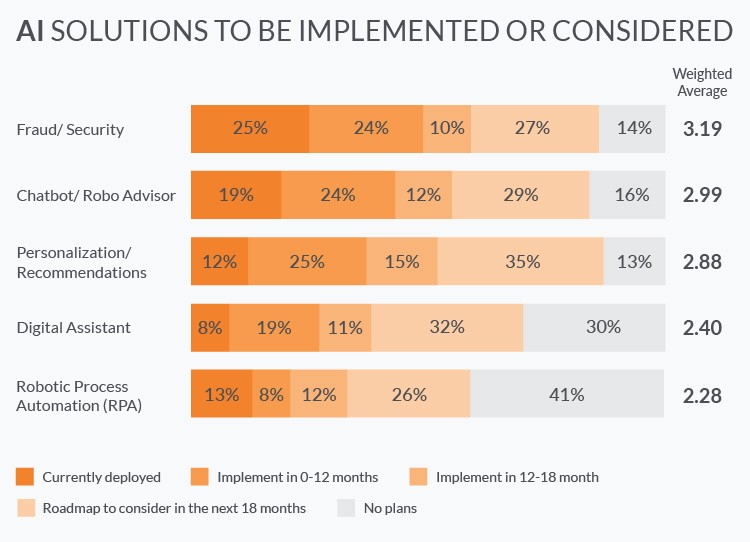 AI SOLUTIONS TO BE IMPLEMENTED OR CONSIDERED
Weighted
Average
Fraud/ Security 25% 24% 10% 27% 14% 3.19
Chatbot/ Robo Advisor 19% 24% 12% 29% 16% 2.99
Personalization/
Recommendations 12% 25% 15% 35% 13% 2.88
Digital Assistant 8% 19% 11% 32% 30% 2.40
Robotic Process
Automation (RPA) 13% 8% 12% 26% 41% 2.28
Currently deployed Implement in 0-12 months Implement in 12-18 month
Roadmap to consider in the next 18 months No plans